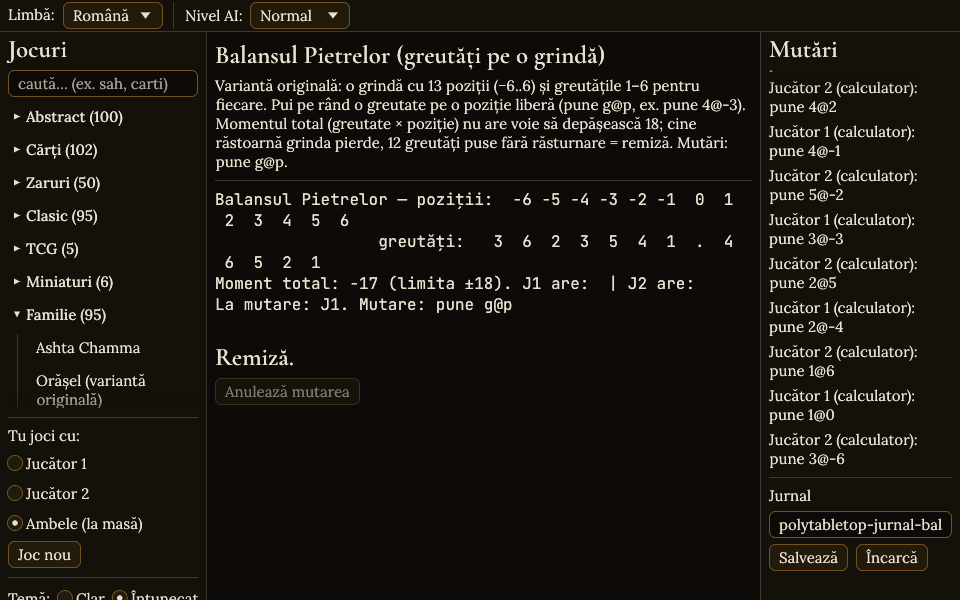 Limbă: Română ▼ Nivel AI: Normal ▼
Jocuri
caută... (ex. sah, carti)
▸ Abstract (100)
▸ Cărți (102)
▸ Zaruri (50)
▸ Clasic (95)
▸ TCG (5)
▸ Miniaturi (6)
▾ Familie (95)
Ashta Chamma
Orășel (variantă
originală)
Tu joci cu:
Jucător 1
Jucător 2
Ambele (la masă)
Joc nou
Temă: Clar Întunecat
Balansul Pietrelor (greutăți pe o grindă)
Variantă originală: o grindă cu 13 poziții (−6..6) și greutățile 1–6 pentru
fiecare. Pui pe rând o greutate pe o poziție liberă (pune g@p, ex. pune 4@-3).
Momentul total (greutate × poziție) nu are voie să depășească 18; cine
răstoarnă grinda pierde, 12 greutăți puse fără răsturnare = remiză. Mutări:
pune g@p.
Balansul Pietrelor — poziții: -6 -5 -4 -3 -2 -1 0 1
2 3 4 5 6
greutăți: 3 6 2 3 5 4 1 . 4
6 5 2 1
Moment total: -17 (limita ±18). J1 are: | J2 are:
La mutare: J1. Mutare: pune g@p
Remiză.
Anulează mutarea
Mutări
Jucător 2 (calculator):
pune 4@2
Jucător 1 (calculator):
pune 4@-1
Jucător 2 (calculator):
pune 5@-2
Jucător 1 (calculator):
pune 3@-3
Jucător 2 (calculator):
pune 2@5
Jucător 1 (calculator):
pune 2@-4
Jucător 2 (calculator):
pune 1@6
Jucător 1 (calculator):
pune 1@0
Jucător 2 (calculator):
pune 3@-6
Jurnal
polytabletop-jurnal-bal
Salvează Încarcă